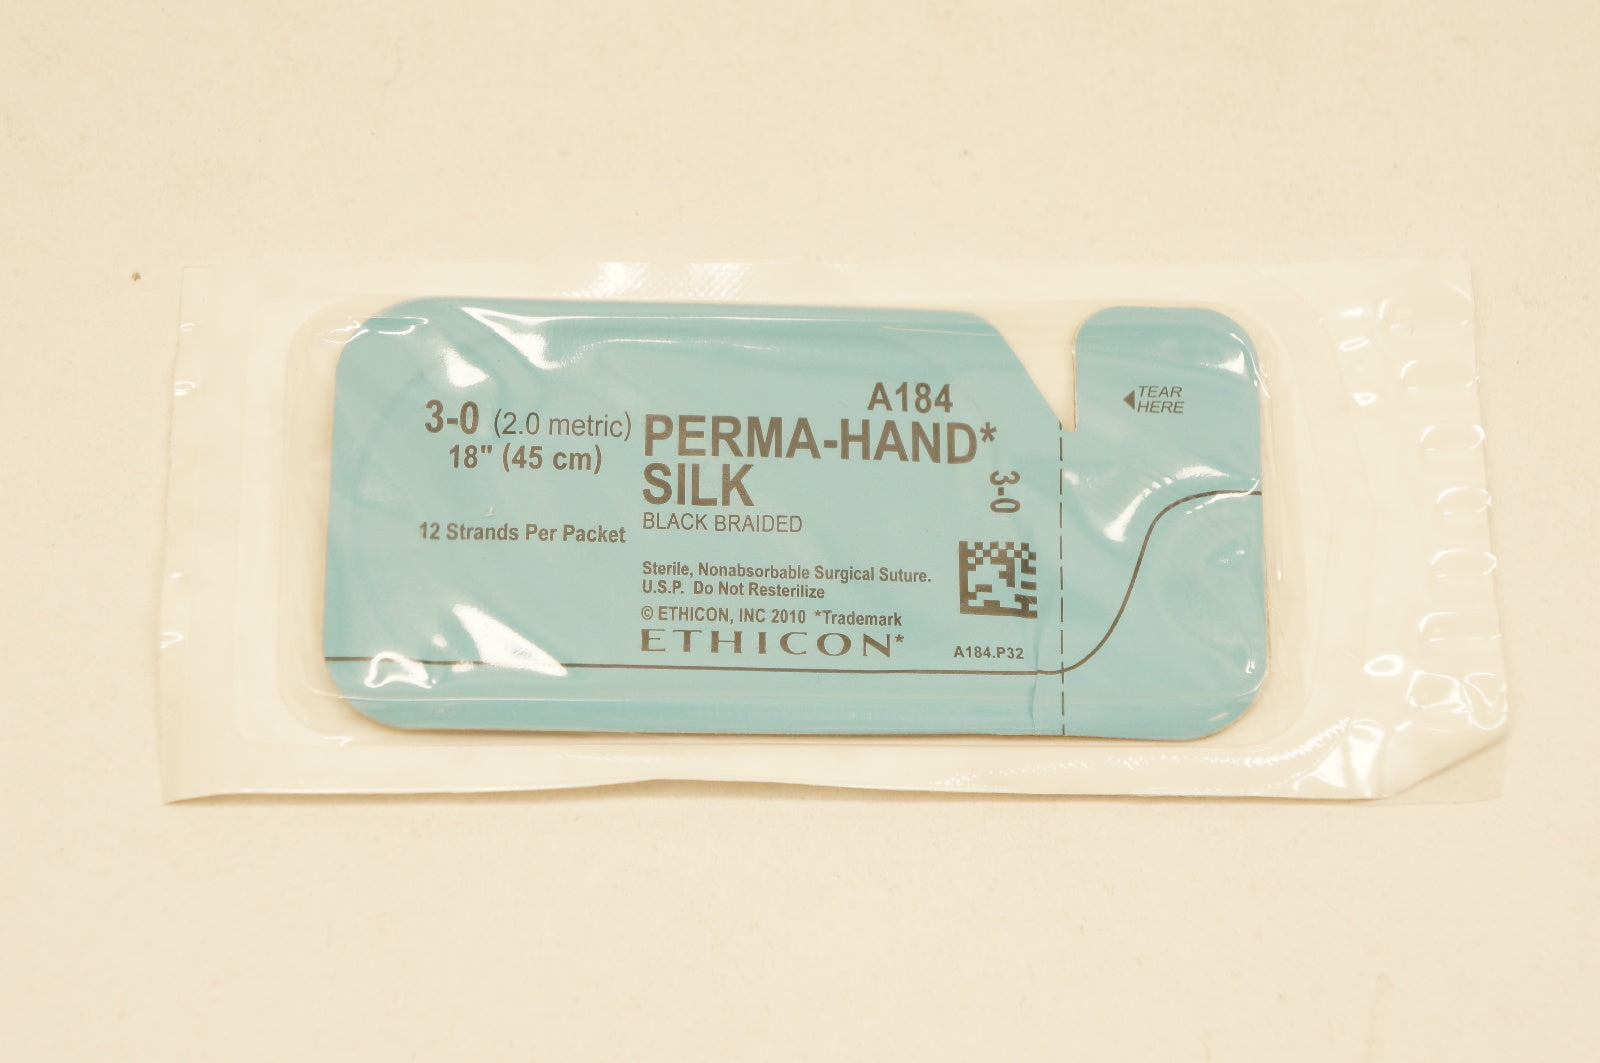 A184
3-0 (2.0 metric)
18" (45 cm)
12 Strands Per Packet
PERMA-HAND*
SILK
BLACK BRAIDED
3-0
Sterile, Nonabsorbable Surgical Suture.
U.S.P. Do Not Resterilize
© ETHICON, INC 2010 *Trademark
ETHICON*
A184.P32
TEAR
HERE